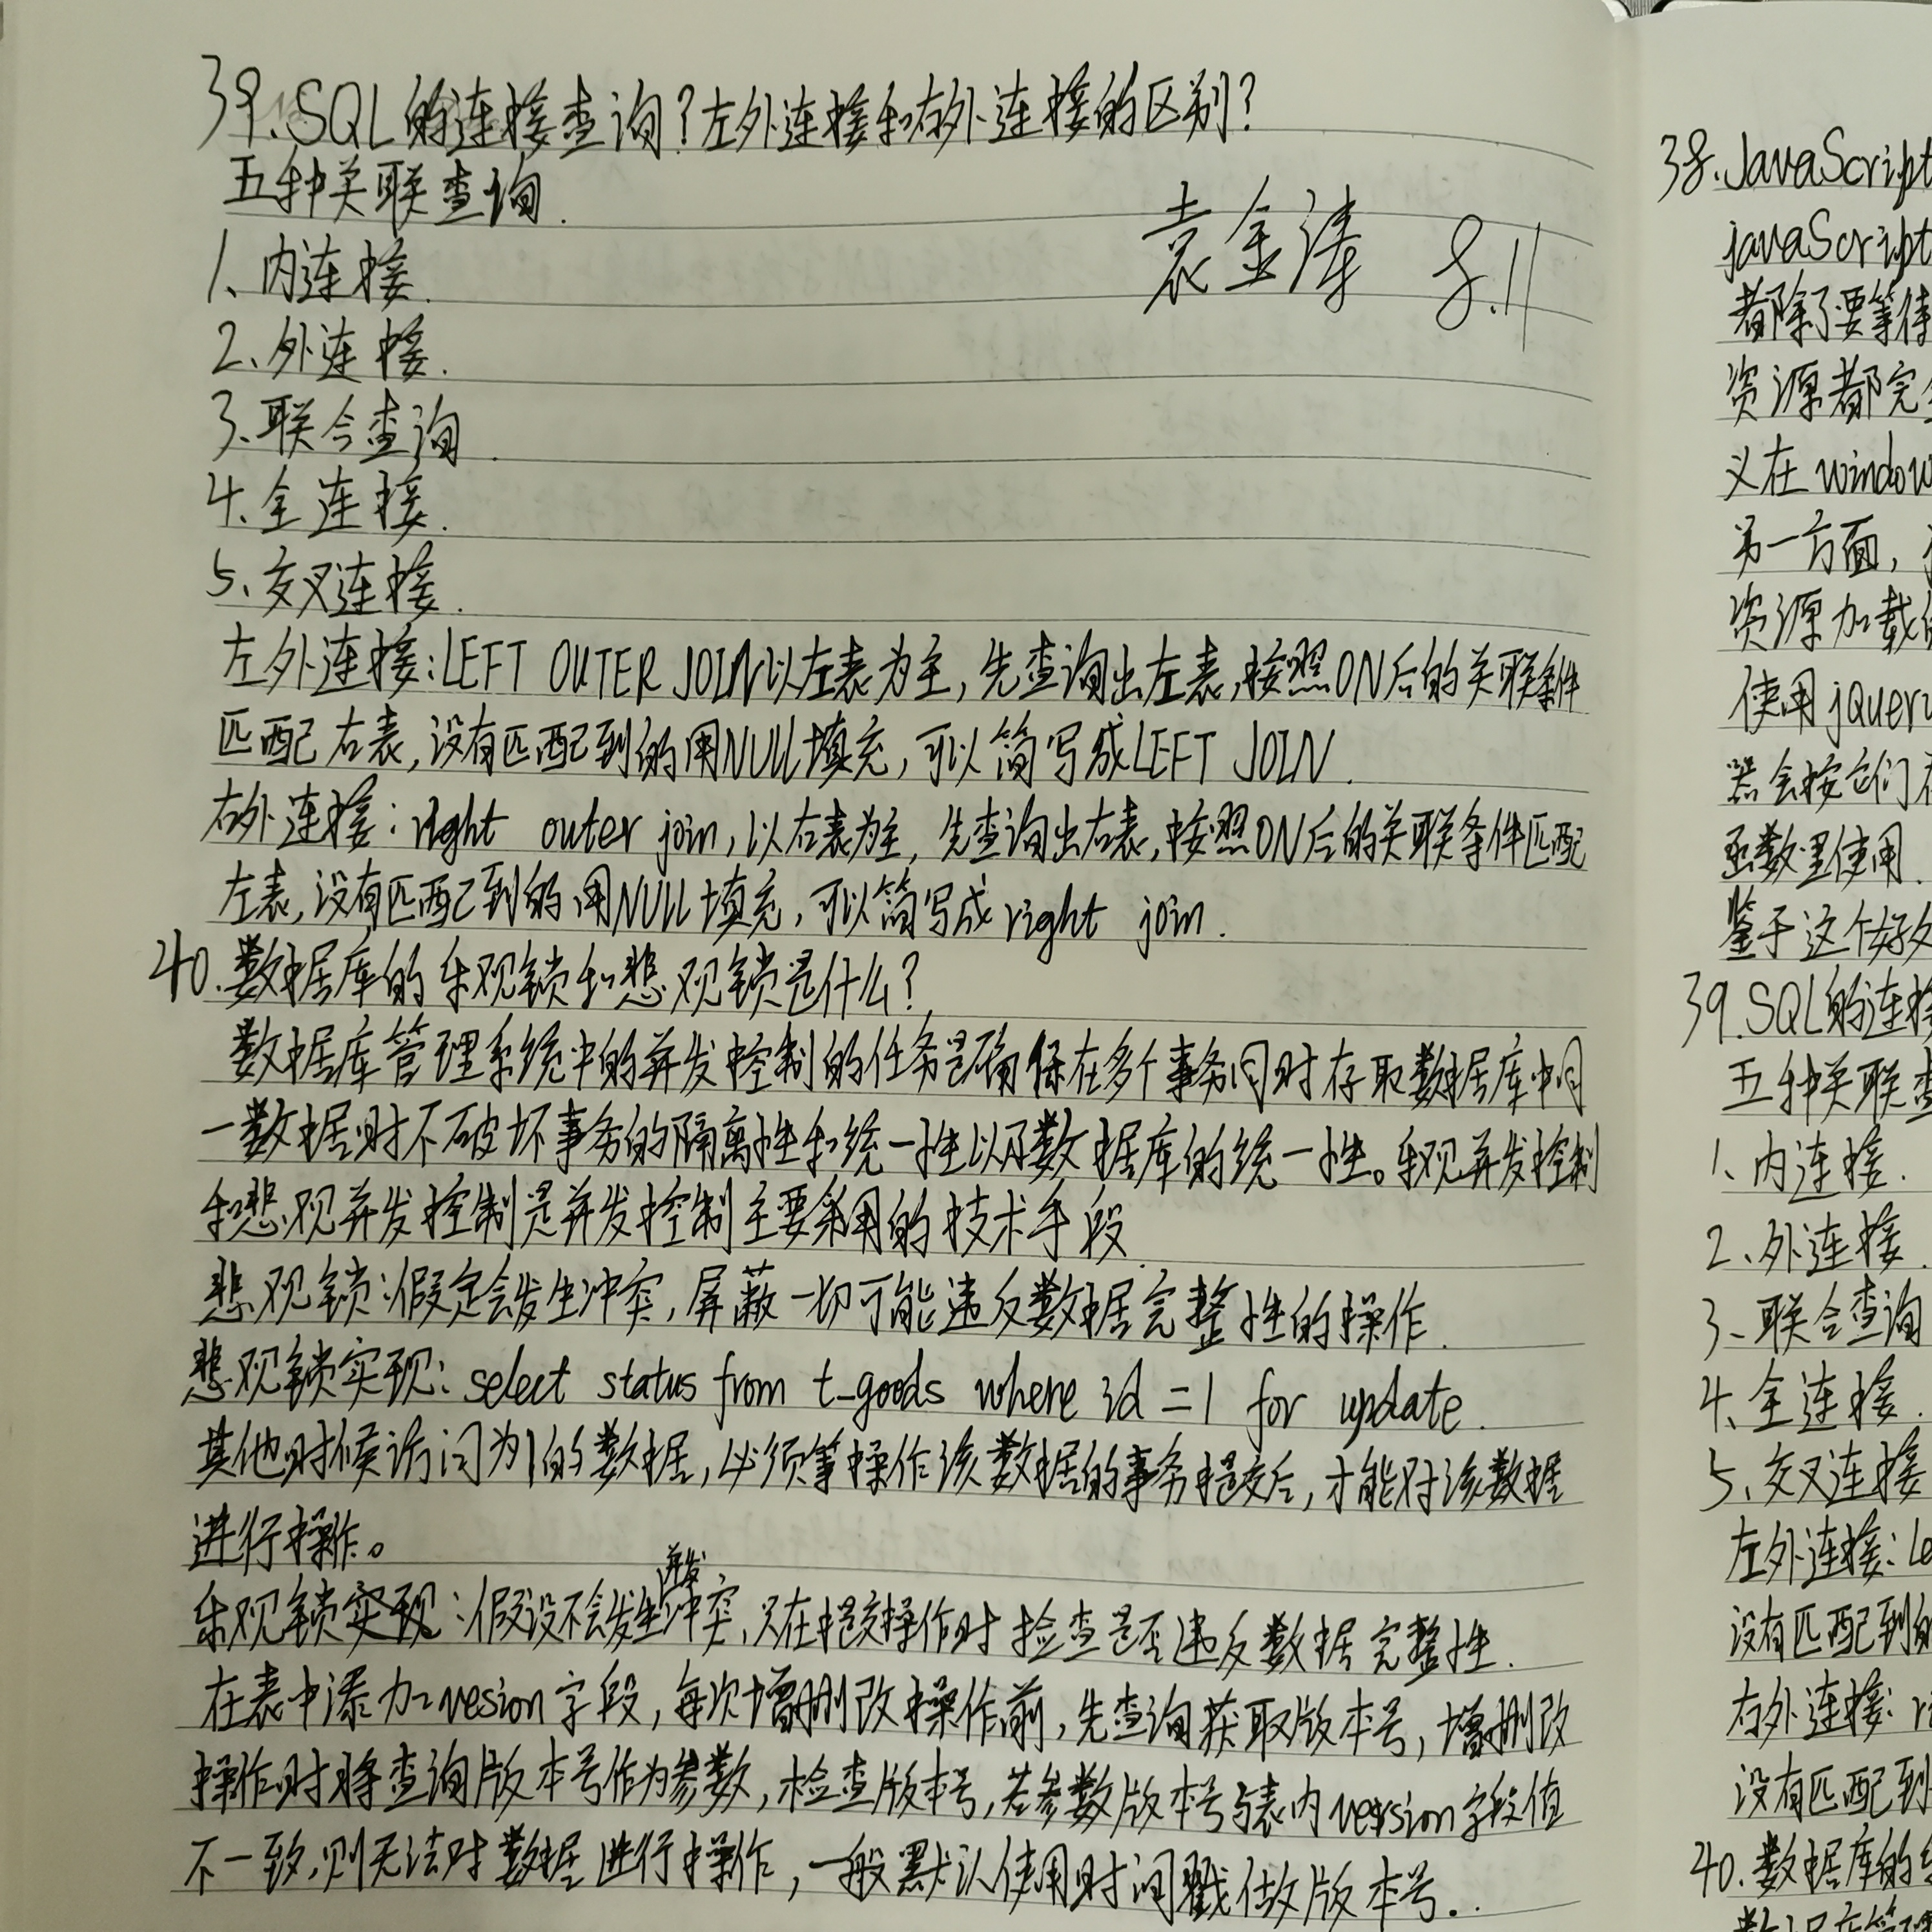 39.SQL的连接查询?左外连接和右外连接的区别?
五种关联查询.
袁金涛 8.11
1、内连接.
2、外连接.
3、联合查询.
4、全连接.
5、交叉连接.
左外连接:LEFT OUTER JOIN以左表为主,先查询出左表,按照ON后的关联条件
匹配右表,没有匹配到的用NULL填充,可以简写成LEFT JOIN.
右外连接:right outer join,以右表为主,先查询出右表,按照ON后的关联条件匹配
左表,没有匹配到的用NULL填充,可以简写成right join.
40.数据库的乐观锁和悲观锁是什么?
数据库管理系统中的并发控制的任务是确保在多个事务同时存取数据库中同
一数据时不破坏事务的隔离性和统一性以及数据库的统一性。乐观并发控制
和悲观并发控制是并发控制主要采用的技术手段.
悲观锁:假定会发生冲突,屏蔽一切可能违反数据完整性的操作.
悲观锁实现:select status from t_goods where id=1 for update.
其他时候访问为1的数据,必须等操作该数据的事务提交后,才能对该数据
进行操作。
乐观锁实现:假设不会发生并发冲突,只在提交操作时检查是否违反数据完整性.
在表中添加vesion字段,每次增删改操作前,先查询获取版本号,增删改
操作时将查询版本号作为参数,检查版本号,若参数版本号与表内version字段值
不一致,则无法对数据进行操作,一般默认使用时间戳做版本号..
38.JavaScript
javaScript
者除了要等待
资源都完
义在window
另一方面,
资源加载
使用jQuer
器会按它们
函数里使用.
鉴于这个好
39.SQL的连接
五种关联查
1、内连接.
2、外连接.
3、联合查询
4、全连接.
5、交叉连接
左外连接:le
没有匹配到的
右外连接:r
没有匹配到
40.数据库的